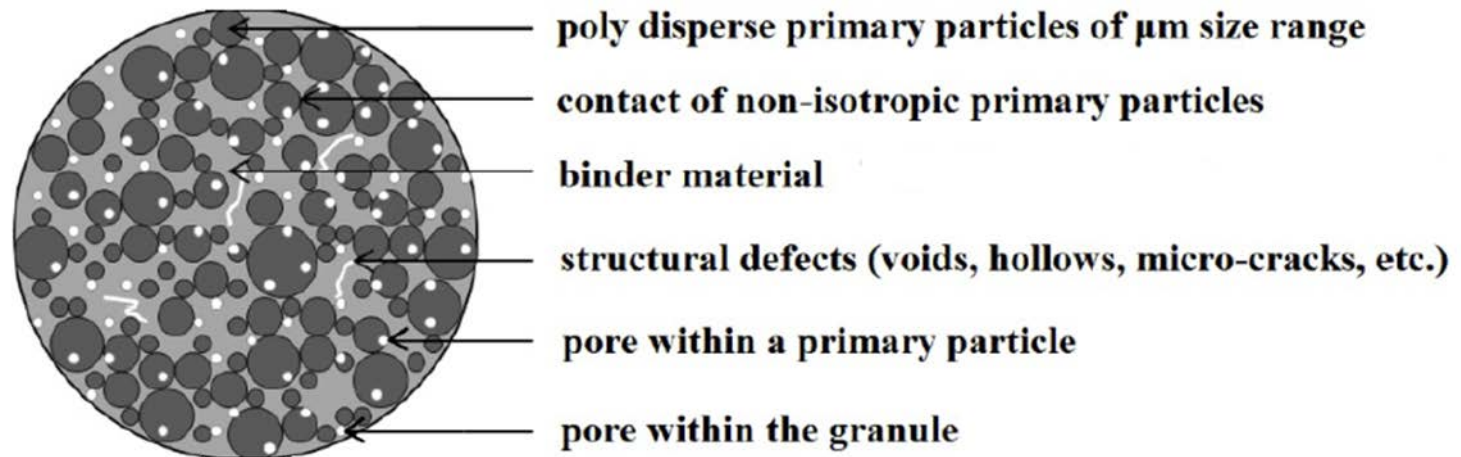 poly disperse primary particles of µm size range
contact of non-isotropic primary particles
binder material
structural defects (voids, hollows, micro-cracks, etc.)
pore within a primary particle
pore within the granule